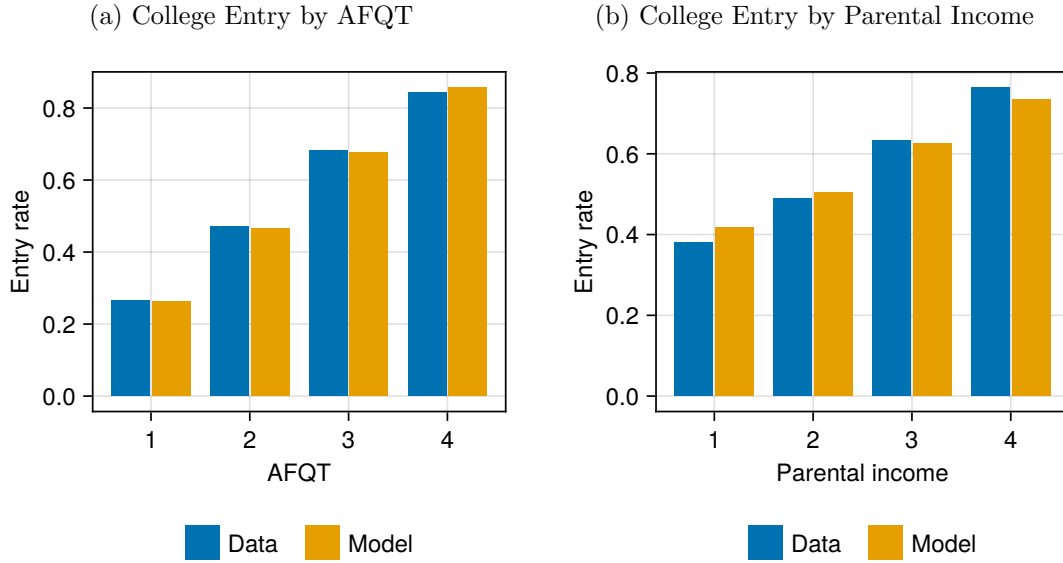 (a) College Entry by AFQT
0.8
0.6
0.4
0.2
0.0
Entry rate
1 2 3 4
AFQT
Data Model
(b) College Entry by Parental Income
0.8
0.6
0.4
0.2
0.0
Entry rate
1 2 3 4
Parental income
Data Model